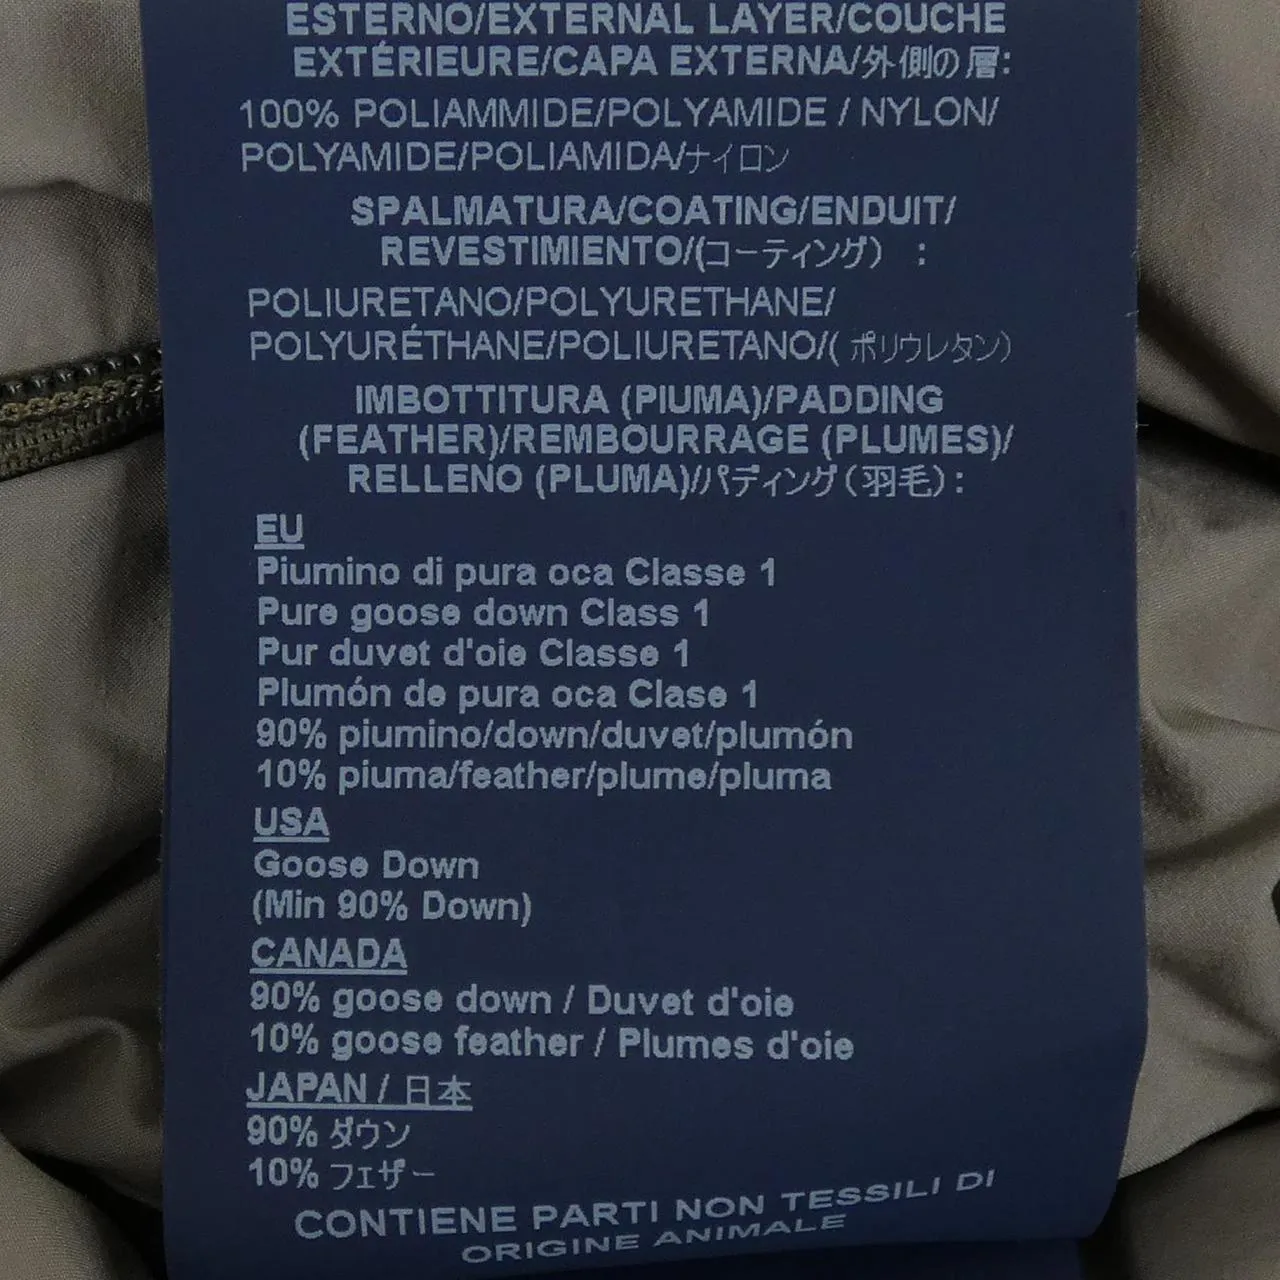 ESTERNO/EXTERNAL LAYER/COUCHE
EXTÉRIEURE/CAPA EXTERNA/外側の層:
100% POLIAMMIDE/POLYAMIDE / NYLON/
POLYAMIDE/POLIAMIDA/ナイロン
SPALMATURA/COATING/ENDUIT/
REVESTIMIENTO/(コーティング) :
POLIURETANO/POLYURETHANE/
POLYURÉTHANE/POLIURETANO/( ポリウレタン)
IMBOTTITURA (PIUMA)/PADDING
(FEATHER)/REMBOURRAGE (PLUMES)/
RELLENO (PLUMA)/パディング(羽毛):
EU
Piumino di pura oca Classe 1
Pure goose down Class 1
Pur duvet d'oie Classe 1
Plumón de pura oca Clase 1
90% piumino/down/duvet/plumón
10% piuma/feather/plume/pluma
USA
Goose Down
(Min 90% Down)
CANADA
90% goose down / Duvet d'oie
10% goose feather / Plumes d'oie
JAPAN / 日本
90% ダウン
10% フェザー
CONTIENE PARTI NON TESSILI DI
ORIGINE ANIMALE